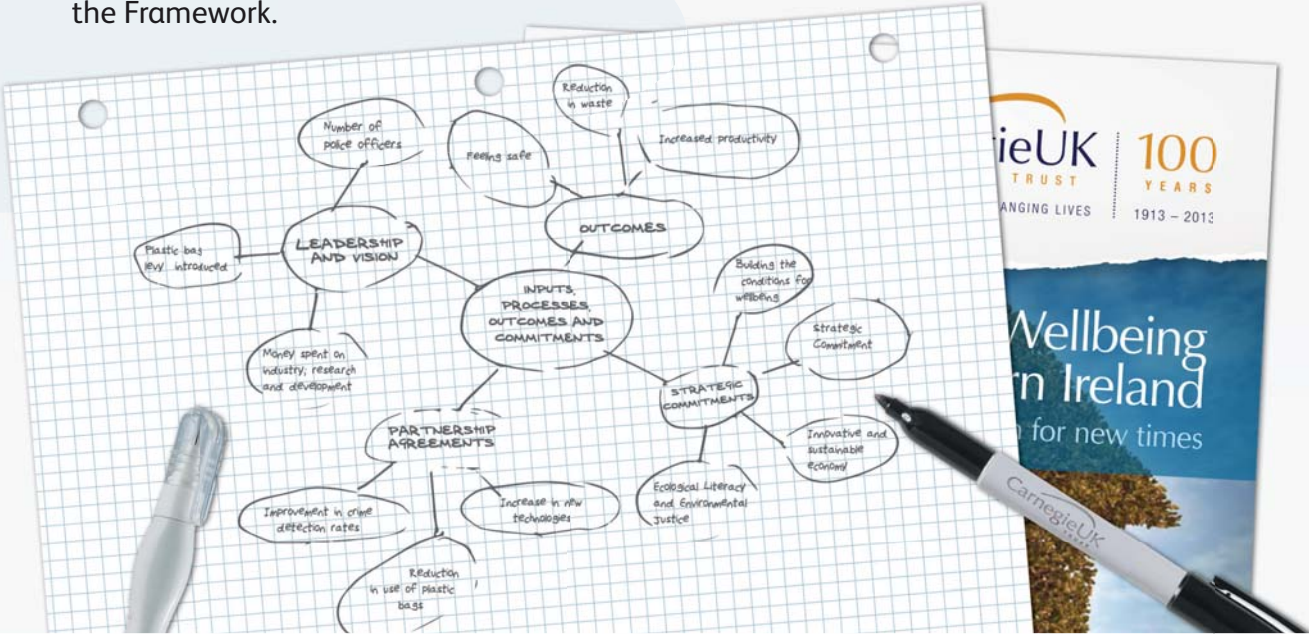 the Framework.
Number of
police officers
Reduction
in waste
Feeling safe
Increased productivity
Plastic bag
levy introduced
LEADERSHIP
AND VISION
OUTCOMES
Building the
conditions for
wellbeing
INPUTS,
PROCESSES,
OUTCOMES AND
COMMITMENTS
Strategic
Commitment
Money spent on
industry, research
and development
STRATEGIC
COMMITMENTS
PARTNERSHIP
AGREEMENTS
Innovative and
sustainable
economy
Ecological Literacy
and Environmental
Justice
Improvement in crime
detection rates
Increase in new
technologies
Reduction
in use of plastic
bags
ieUK
TRUST
ANGING LIVES
100
YEARS
1913 – 2013
Wellbeing
rn Ireland
for new times
CarnegieUK